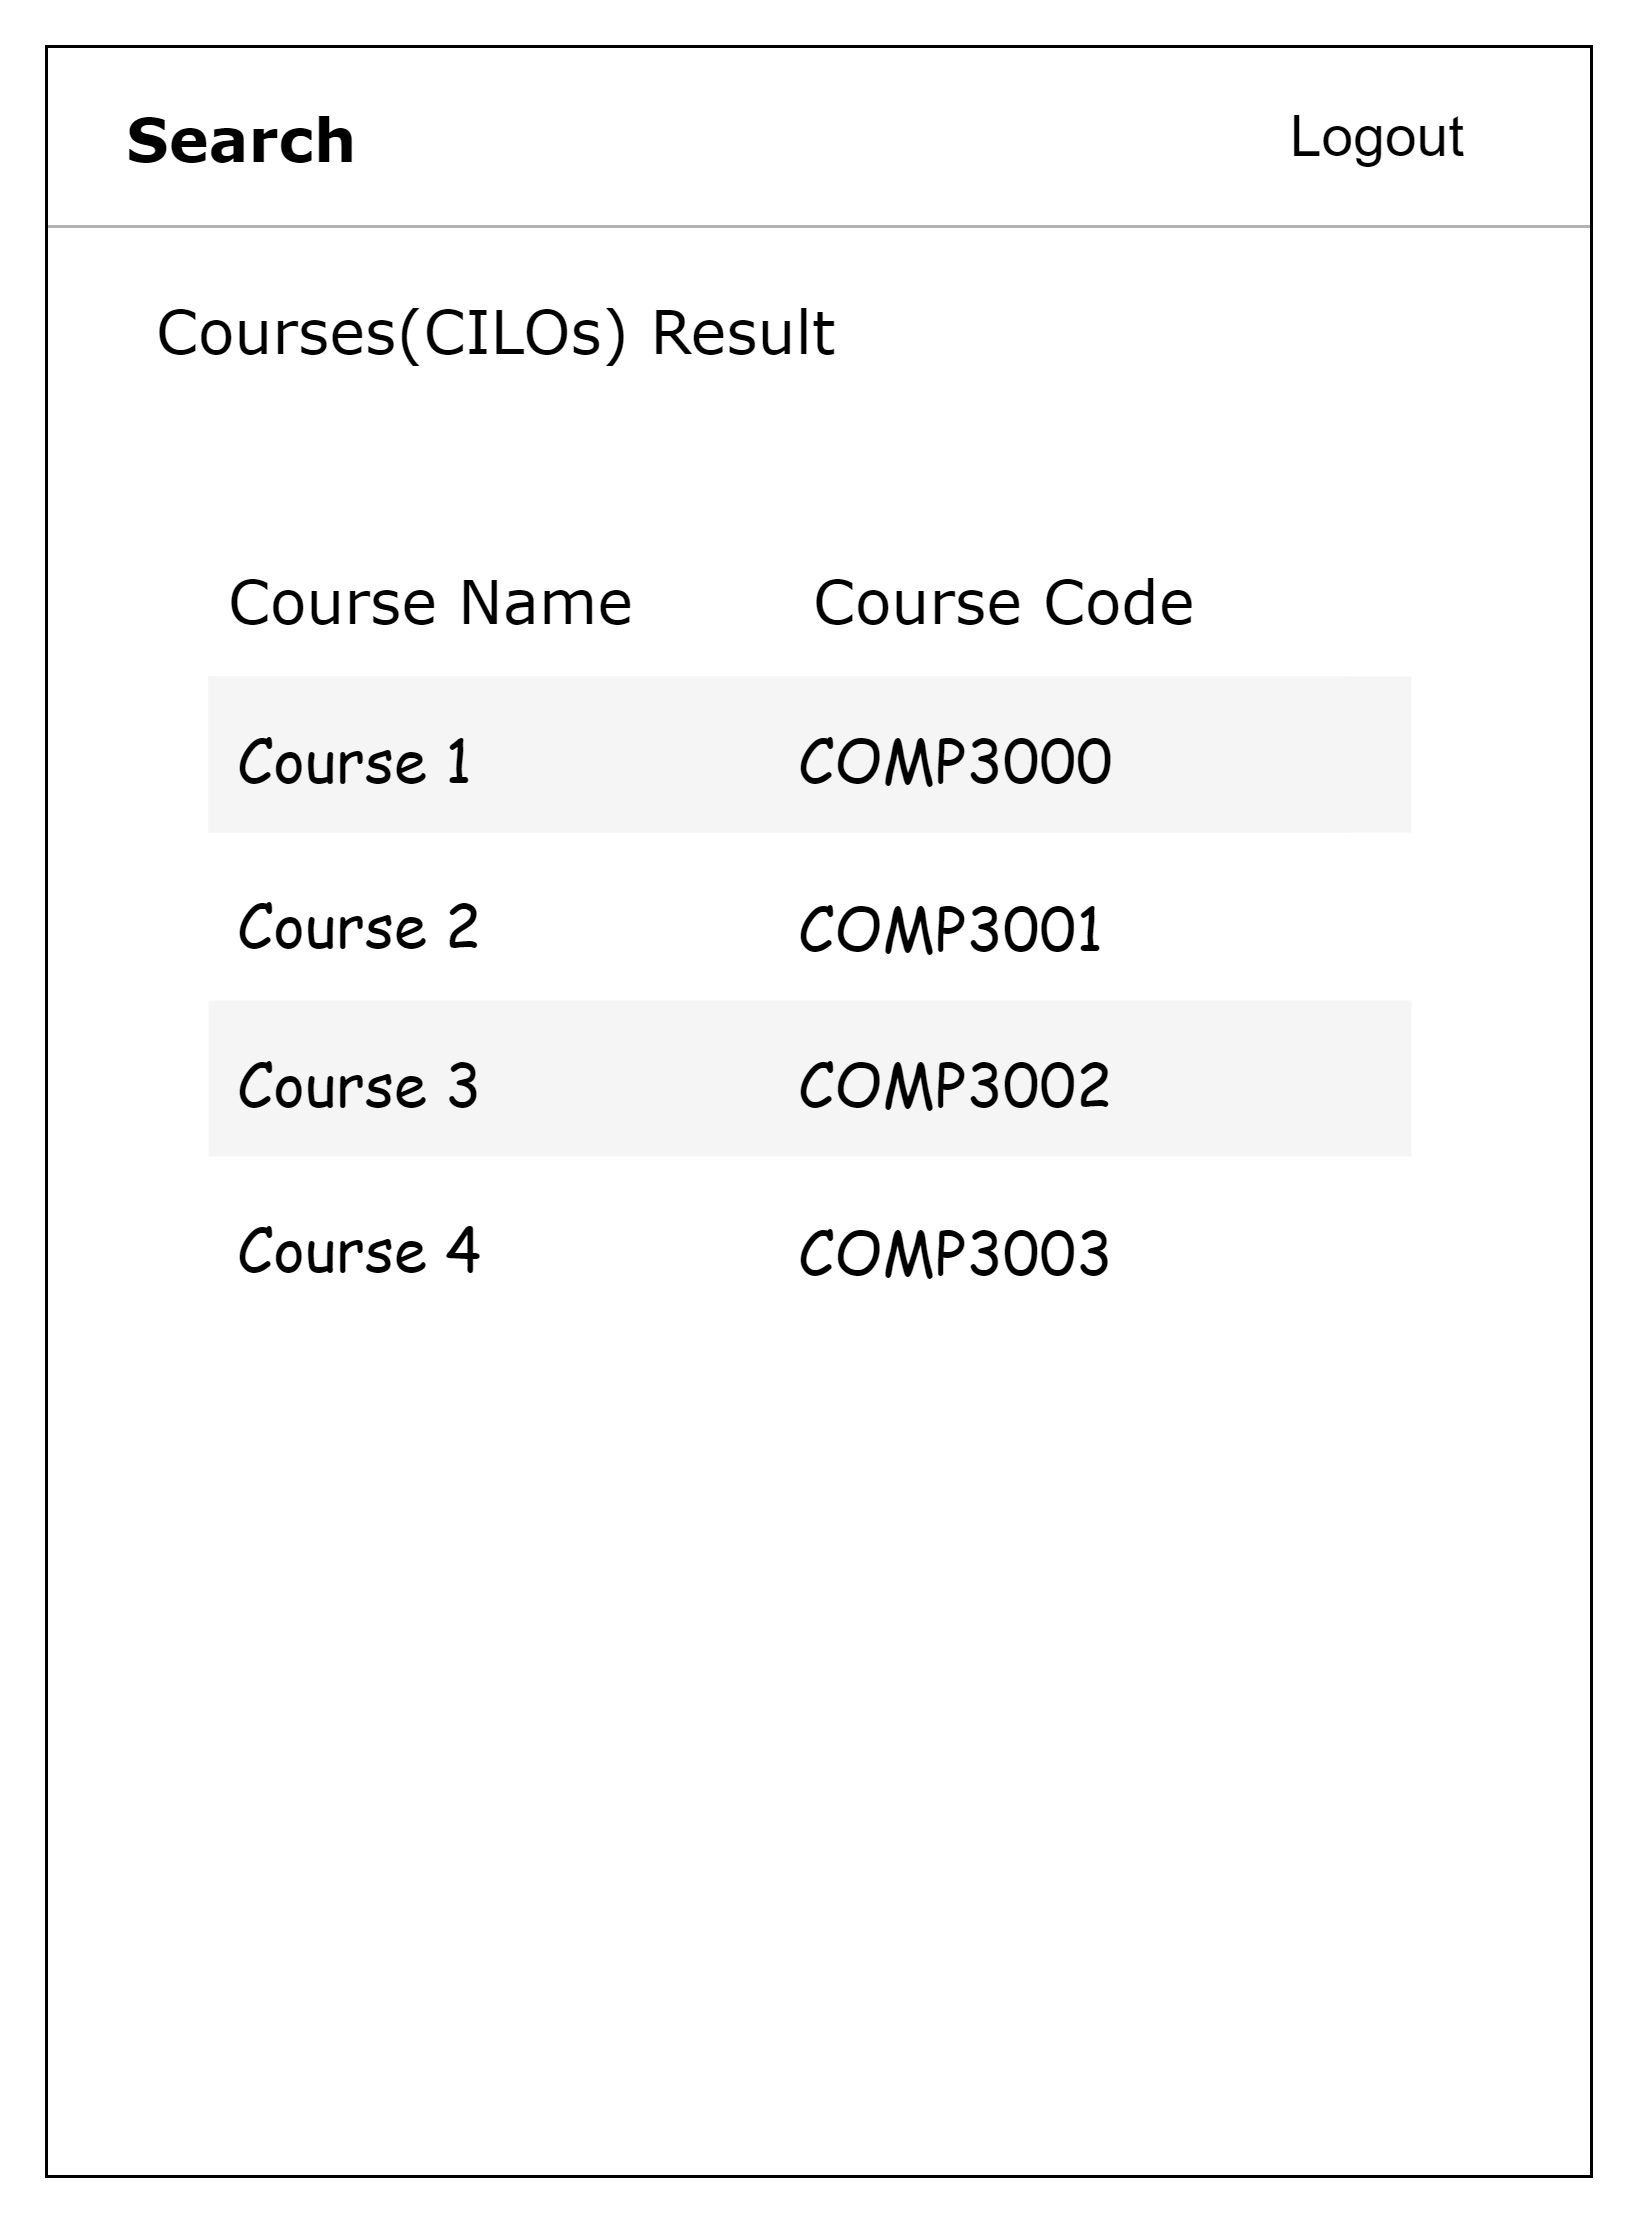 Search Logout
Courses(CILOs) Result
Course Name Course Code
Course 1 COMP3000
Course 2 COMP3001
Course 3 COMP3002
Course 4 COMP3003